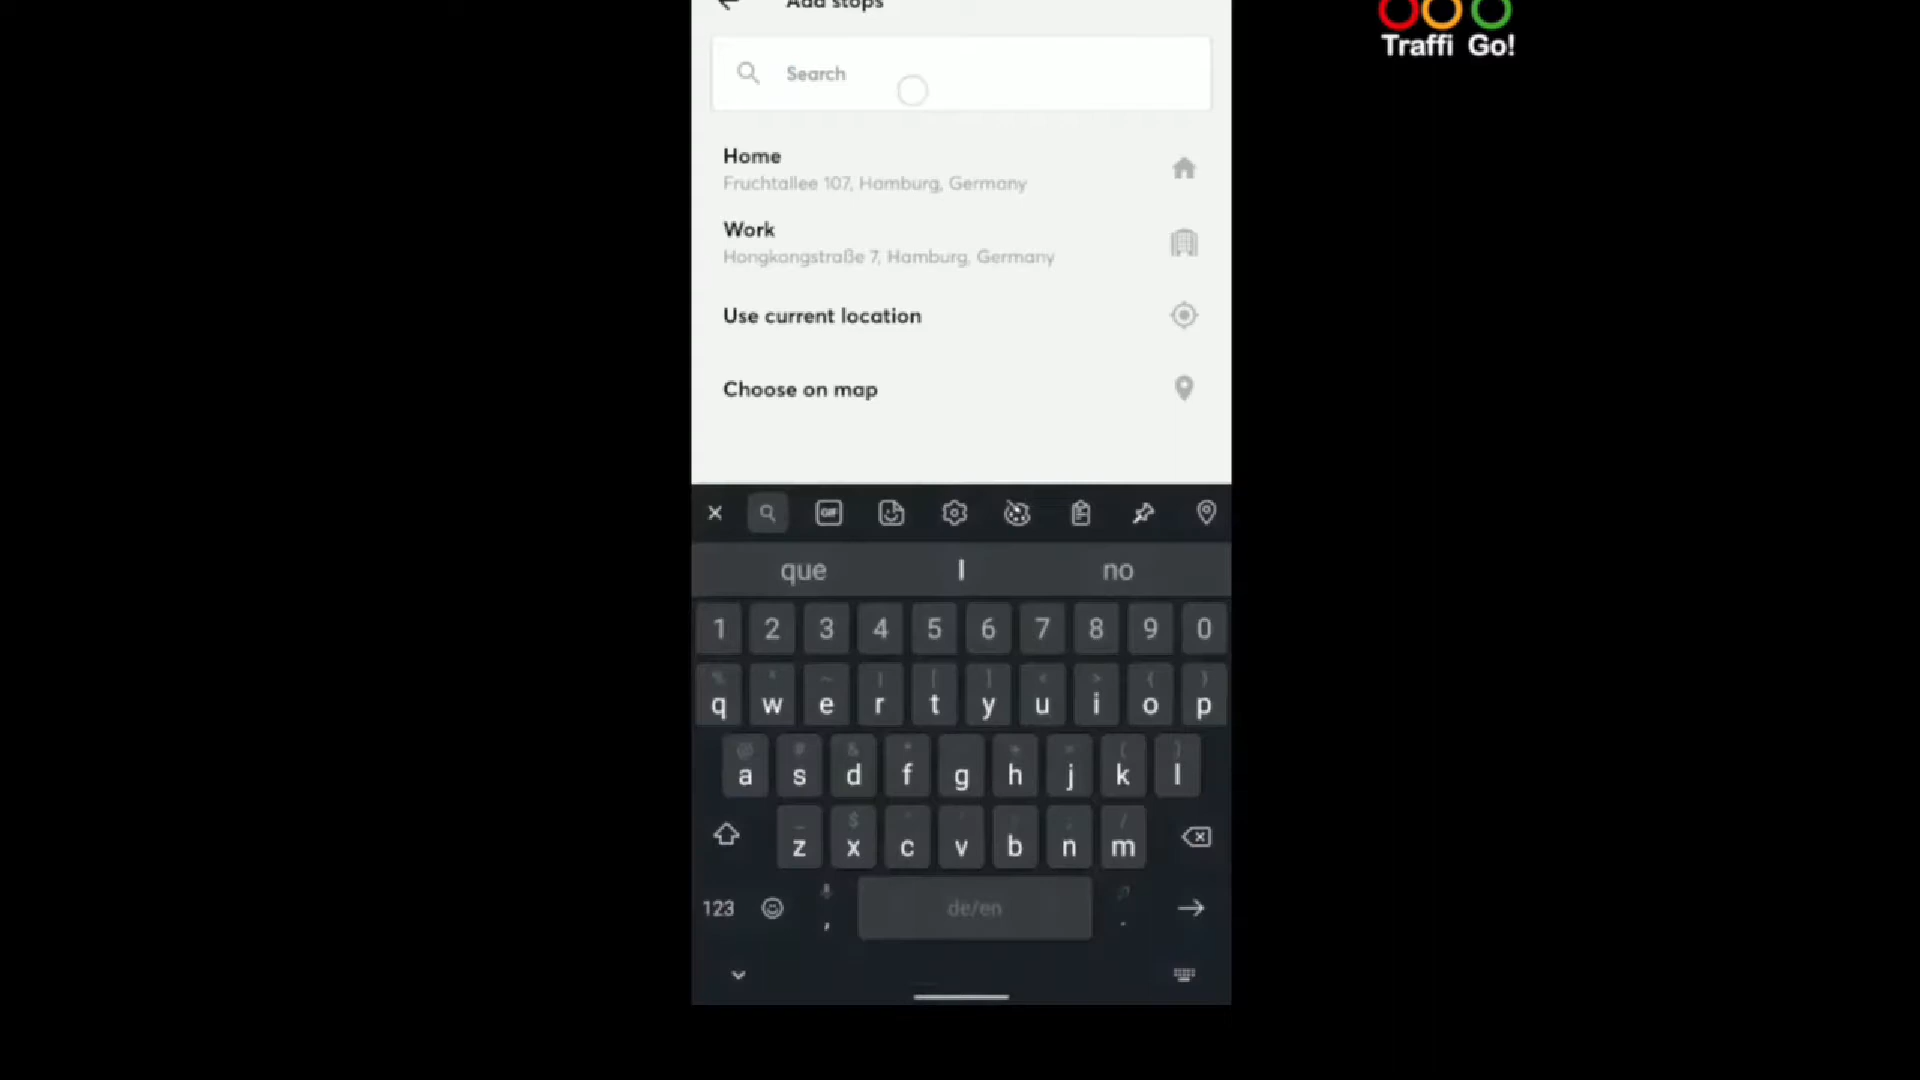 Add stops
Traffi Go!
Search
Home
Fruchtallee 107, Hamburg, Germany
Work
Hongkongstraße 7, Hamburg, Germany
Use current location
Choose on map
GIF
que I no
1 2 3 4 5 6 7 8 9 0
q w e r t y u i o p
@ # &
a s d f g h j k l
_ $ /
z x c v b n m
123 , de/en .